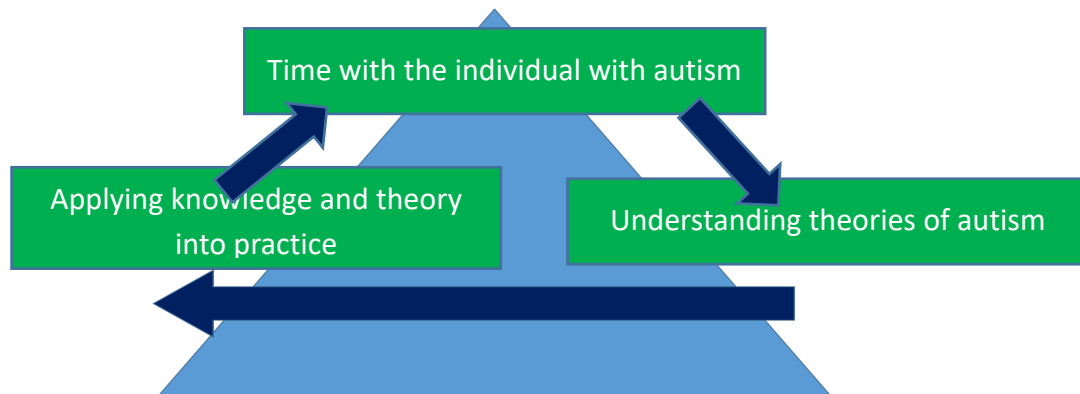 Time with the individual with autism
Applying knowledge and theory
into practice
Understanding theories of autism